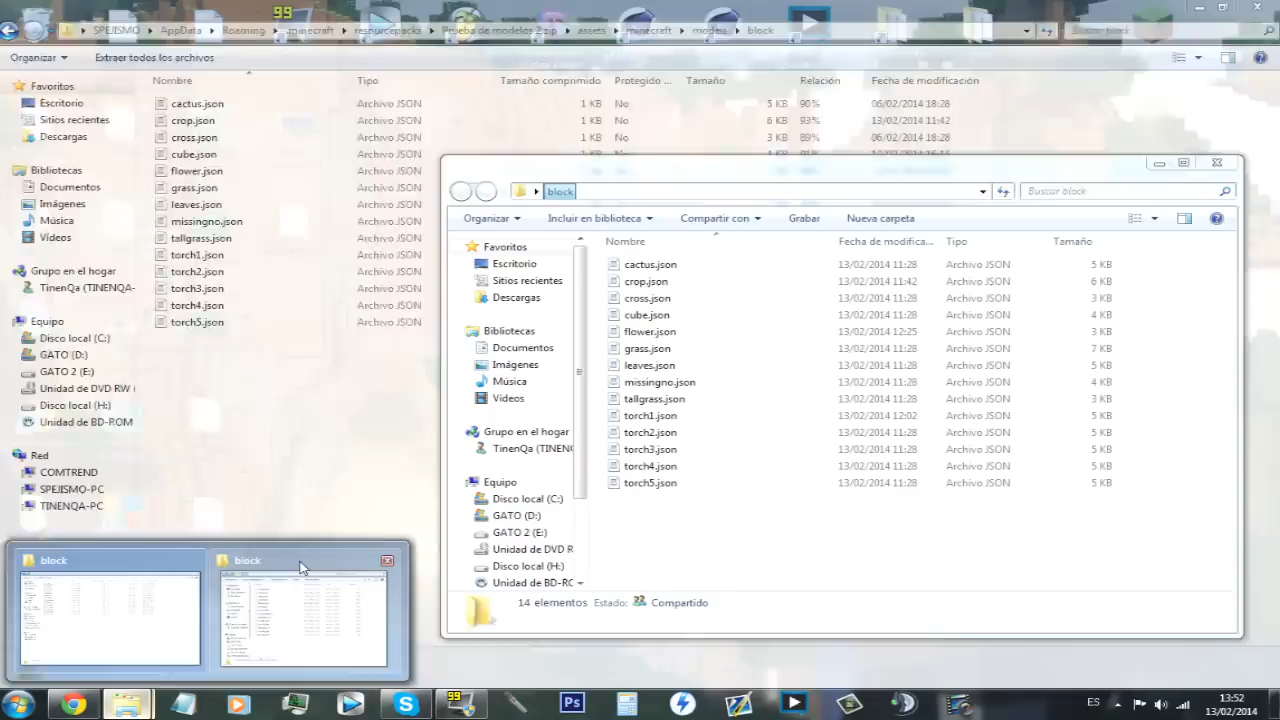 99
SPEJISMO AppData Roaming .minecraft resourcepacks Prueba de modelos 2.zip assets minecraft models block Buscar block
Organizar Extraer todos los archivos
Nombre Tipo Tamaño comprimido Protegido ... Tamaño Relación Fecha de modificación
Favoritos
Escritorio
Sitios recientes
Descargas
Bibliotecas
Documentos
Imágenes
Música
Vídeos
Grupo en el hogar
TinenQa (TINENQA-
Equipo
Disco local (C:)
GATO (D:)
GATO 2 (E:)
Unidad de DVD RW (
Disco local (H:)
Unidad de BD-ROM
Red
COMTREND
SPEJISMO-PC
TINENQA-PC
cactus.json Archivo JSON 1 KB No 5 KB 90% 06/02/2014 18:28
crop.json Archivo JSON 1 KB No 6 KB 93% 13/02/2014 11:42
cross.json Archivo JSON 1 KB No 3 KB 89% 06/02/2014 18:28
cube.json Archivo JSON
flower.json Archivo JSON
grass.json Archivo JSON
leaves.json Archivo JSON
missingno.json Archivo JSON
tallgrass.json Archivo JSON
torch1.json Archivo JSON
torch2.json Archivo JSON
torch3.json Archivo JSON
torch4.json Archivo JSON
torch5.json Archivo JSON
block Buscar block
Organizar Incluir en biblioteca Compartir con Grabar Nueva carpeta
Nombre Fecha de modifica... Tipo Tamaño
Favoritos
Escritorio
Sitios recientes
Descargas
Bibliotecas
Documentos
Imágenes
Música
Vídeos
Grupo en el hogar
TinenQa (TINENQ
Equipo
Disco local (C:)
GATO (D:)
GATO 2 (E:)
Unidad de DVD R
Disco local (H:)
Unidad de BD-RO
cactus.json 13/02/2014 11:28 Archivo JSON 5 KB
crop.json 13/02/2014 11:42 Archivo JSON 6 KB
cross.json 13/02/2014 11:28 Archivo JSON 3 KB
cube.json 13/02/2014 11:28 Archivo JSON 4 KB
flower.json 13/02/2014 12:25 Archivo JSON 3 KB
grass.json 13/02/2014 11:28 Archivo JSON 7 KB
leaves.json 13/02/2014 11:28 Archivo JSON 5 KB
missingno.json 13/02/2014 11:28 Archivo JSON 4 KB
tallgrass.json 13/02/2014 11:28 Archivo JSON 3 KB
torch1.json 13/02/2014 12:02 Archivo JSON 5 KB
torch2.json 13/02/2014 11:28 Archivo JSON 5 KB
torch3.json 13/02/2014 11:28 Archivo JSON 5 KB
torch4.json 13/02/2014 11:28 Archivo JSON 5 KB
torch5.json 13/02/2014 11:28 Archivo JSON 5 KB
14 elementos Estado: Compartido
block block
99
Ps
ES 13:52
13/02/2014